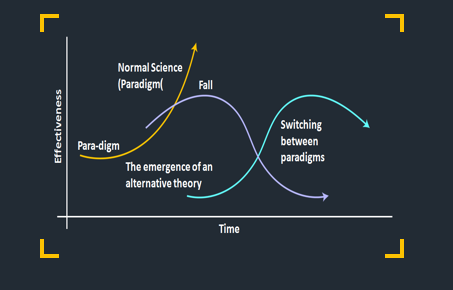 Normal Science
(Paradigm(
Fall
Effectiveness
Switching
between
paradigms
Para-digm
The emergence of an
alternative theory
Time